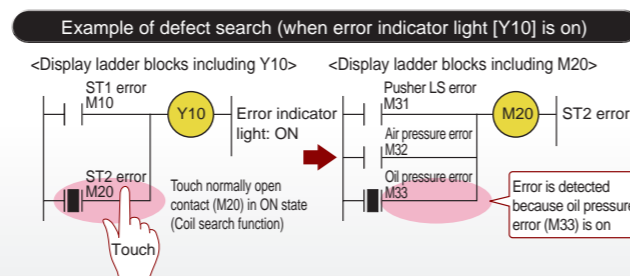 Example of defect search (when error indicator light [Y10] is on)
<Display ladder blocks including Y10>
ST1 error
M10
Y10
Error indicator
light: ON
ST2 error
M20
Touch normally open
contact (M20) in ON state
(Coil search function)
Touch
<Display ladder blocks including M20>
Pusher LS error
M31
M20
ST2 error
Air pressure error
M32
Oil pressure error
M33
Error is detected
because oil pressure
error (M33) is on